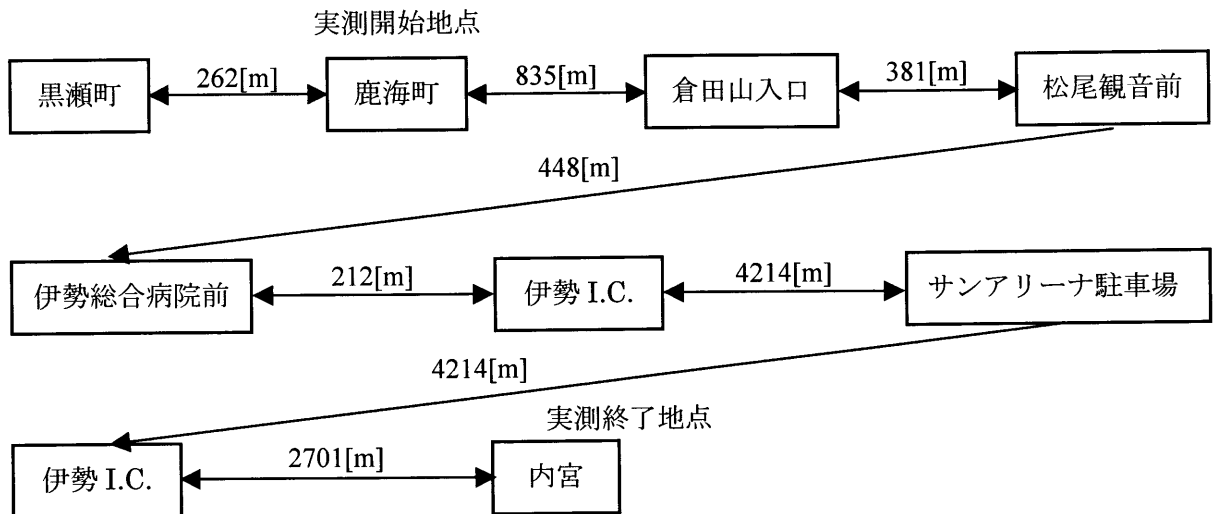 実測開始地点
黒瀬町 262[m] 鹿海町 835[m] 倉田山入口 381[m] 松尾観音前
448[m]
伊勢総合病院前 212[m] 伊勢 I.C. 4214[m] サンアリーナ駐車場
4214[m]
実測終了地点
伊勢 I.C. 2701[m] 内宮